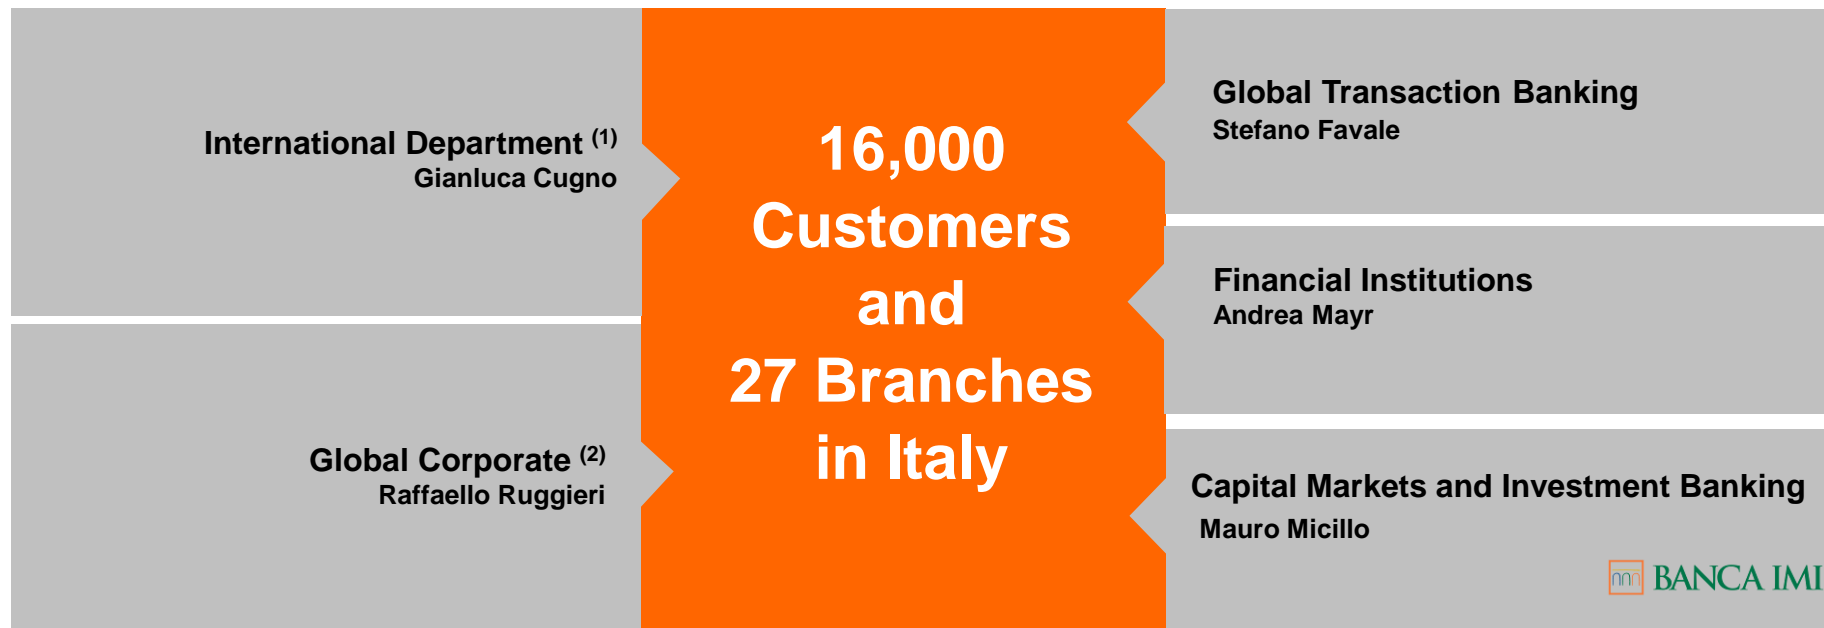 International Department (1)
Gianluca Cugno
Global Corporate (2)
Raffaello Ruggieri
16,000
Customers
and
27 Branches
in Italy
Global Transaction Banking
Stefano Favale
Financial Institutions
Andrea Mayr
Capital Markets and Investment Banking
Mauro Micillo
BANCA IMI